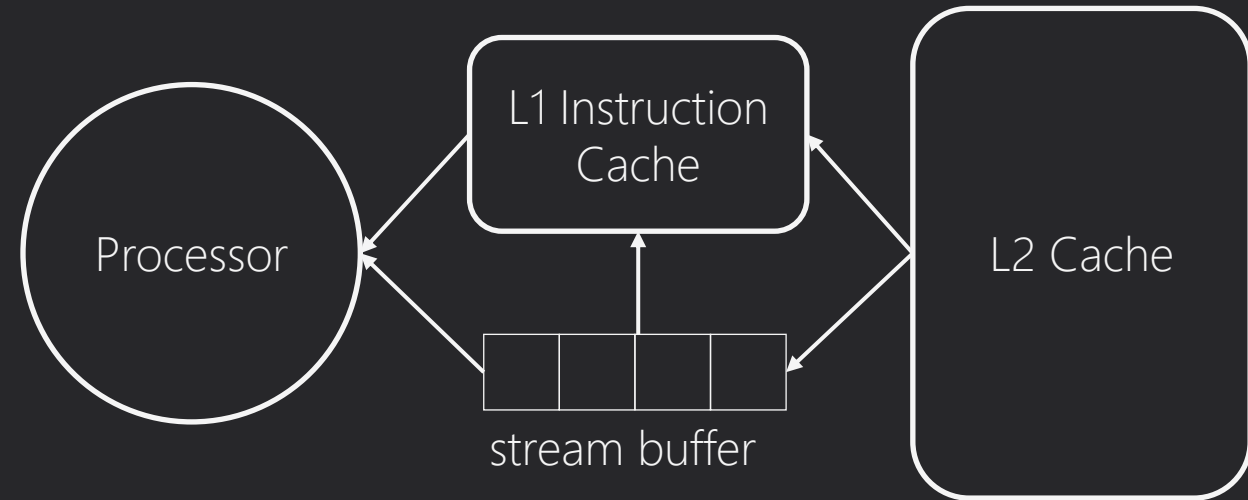 Processor
L1 Instruction
Cache
stream buffer
L2 Cache